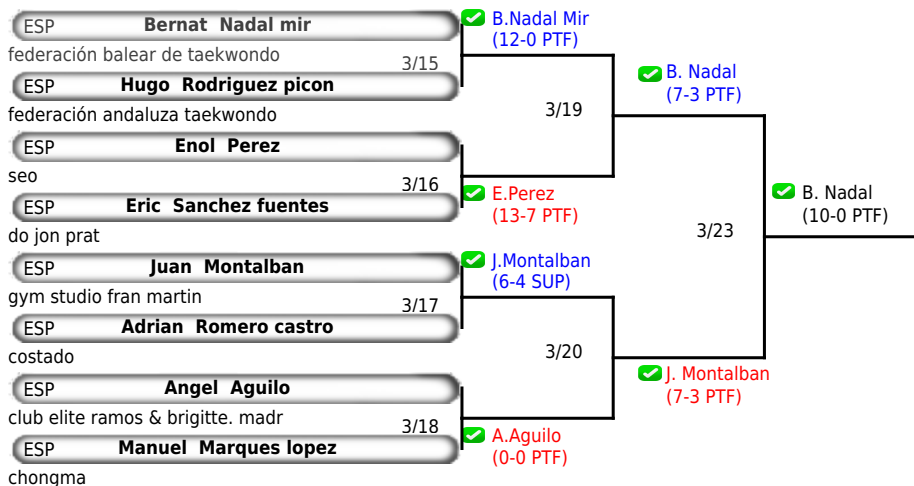 ESP Bernat Nadal mir
federación balear de taekwondo
3/15
ESP Hugo Rodriguez picon
federación andaluza taekwondo
ESP Enol Perez
seo
3/16
ESP Eric Sanchez fuentes
do jon prat
ESP Juan Montalban
gym studio fran martin
3/17
ESP Adrian Romero castro
costado
ESP Angel Aguilo
club elite ramos & brigitte. madr
3/18
ESP Manuel Marques lopez
chongma
B.Nadal Mir
(12-0 PTF)
3/19
E.Perez
(13-7 PTF)
J.Montalban
(6-4 SUP)
3/20
A.Aguilo
(0-0 PTF)
B. Nadal
(7-3 PTF)
3/23
J. Montalban
(7-3 PTF)
B. Nadal
(10-0 PTF)